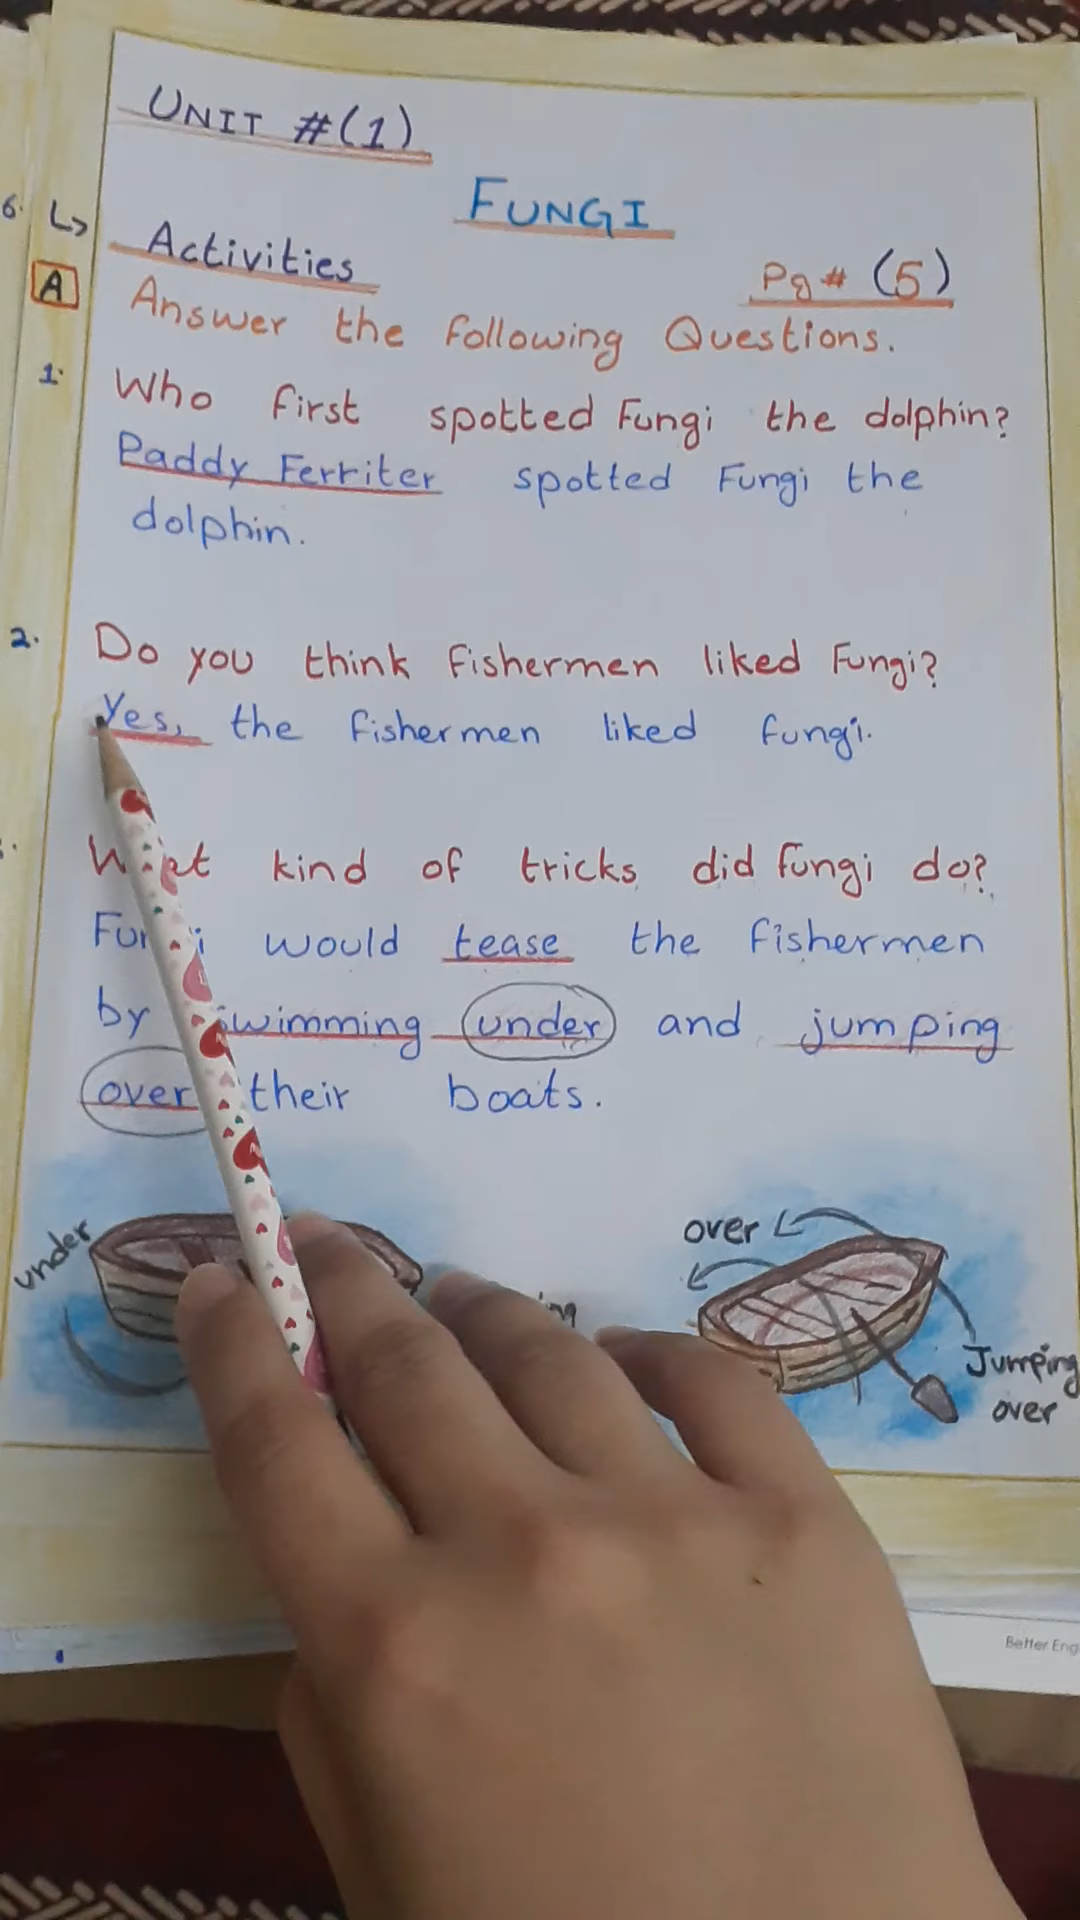 UNIT #(1)
FUNGI
6. ↳ Activities
Pg# (5)
A Answer the following Questions.
1. Who first spotted Fungi the dolphin?
Paddy Ferriter spotted Fungi the
dolphin.
2. Do you think fishermen liked Fungi?
Yes, the fishermen liked fungi.
kind of tricks did fungi do?
would tease the fishermen
by swimming under and jumping
over their boats.
under
over
Jumping
over
Better Eng